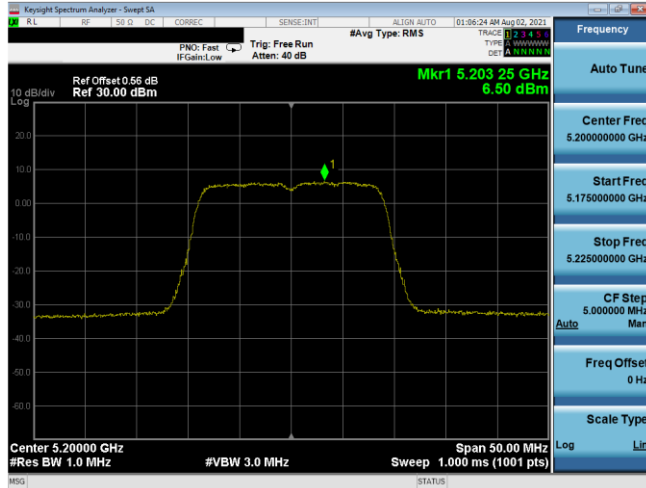 Keysight Spectrum Analyzer - Swept SA
RL RF 50 Ω DC CORREC SENSE:INT ALIGN AUTO 01:06:24 AM Aug 02, 2021
#Avg Type: RMS TRACE 1 2 3 4 5 6
PNO: Fast Trig: Free Run TYPE A WWWWW
IFGain:Low Atten: 40 dB DET A N N N N N
Mkr1 5.203 25 GHz
Ref Offset 0.56 dB
10 dB/div Ref 30.00 dBm 6.50 dBm
Log
20.0
10.0
1
0.00
-10.0
-20.0
-30.0
-40.0
-50.0
-60.0
Center 5.20000 GHz Span 50.00 MHz
#Res BW 1.0 MHz #VBW 3.0 MHz Sweep 1.000 ms (1001 pts)
MSG STATUS
Frequency
Auto Tune
Center Freq
5.200000000 GHz
Start Freq
5.175000000 GHz
Stop Freq
5.225000000 GHz
CF Step
5.000000 MHz
Auto Man
Freq Offset
0 Hz
Scale Type
Log Lin